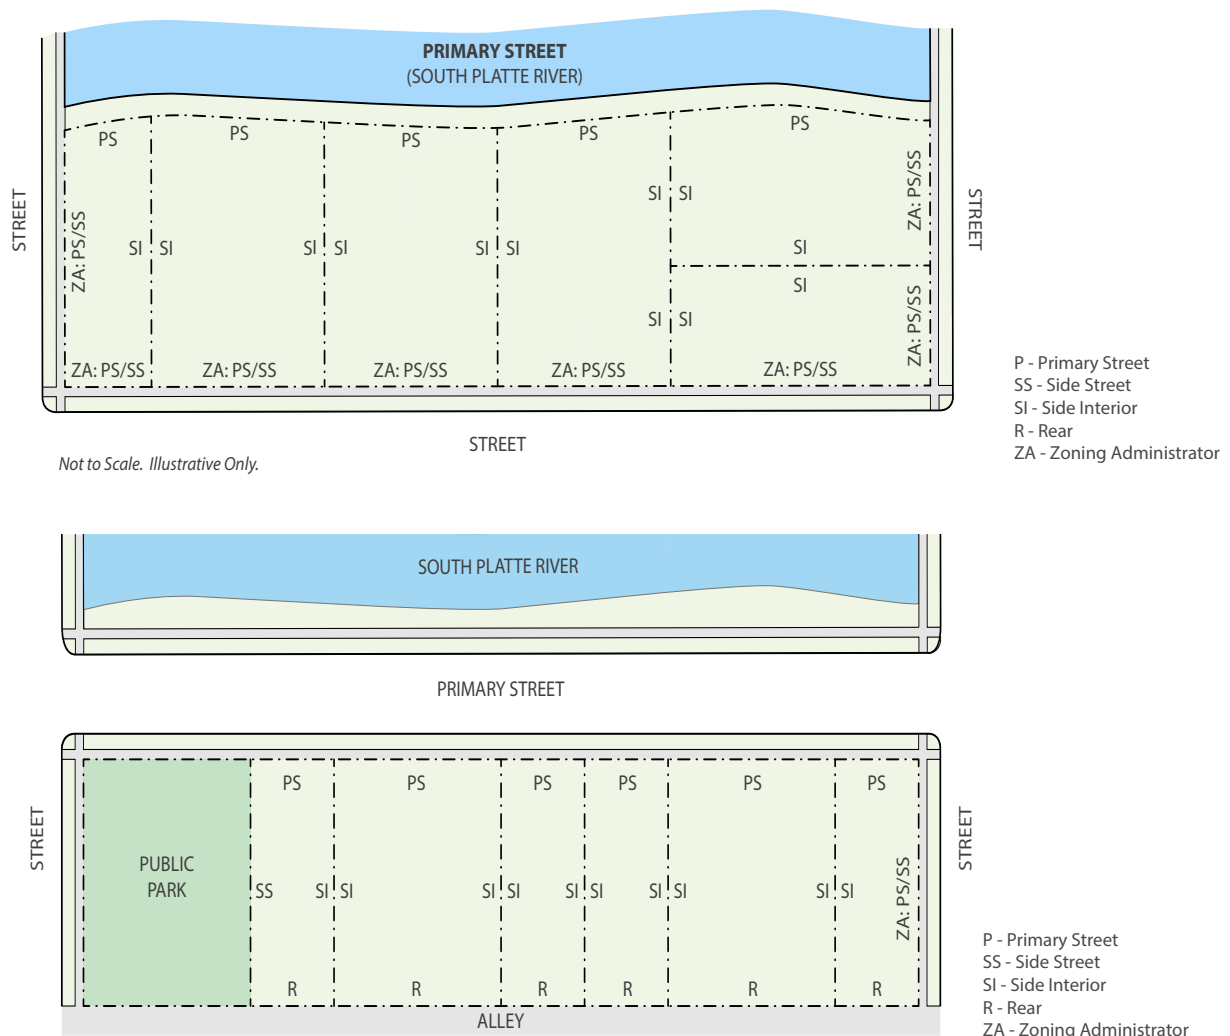 PRIMARY STREET
(SOUTH PLATTE RIVER)
PS
PS
PS
PS
PS
STREET
ZA: PS/SS
SI
SI
SI
SI
SI
SI
SI
SI
SI
SI
SI
SI
ZA: PS/SS
ZA: PS/SS
STREET
ZA: PS/SS
ZA: PS/SS
ZA: PS/SS
ZA: PS/SS
ZA: PS/SS
STREET
Not to Scale. Illustrative Only.
P - Primary Street
SS - Side Street
SI - Side Interior
R - Rear
ZA - Zoning Administrator
SOUTH PLATTE RIVER
PRIMARY STREET
PS
PS
PS
PS
PS
PS
STREET
PUBLIC
PARK
SS
SI
SI
SI
SI
SI
SI
SI
SI
SI
SI
ZA: PS/SS
STREET
R
R
R
R
R
R
ALLEY
P - Primary Street
SS - Side Street
SI - Side Interior
R - Rear
ZA - Zoning Administrator